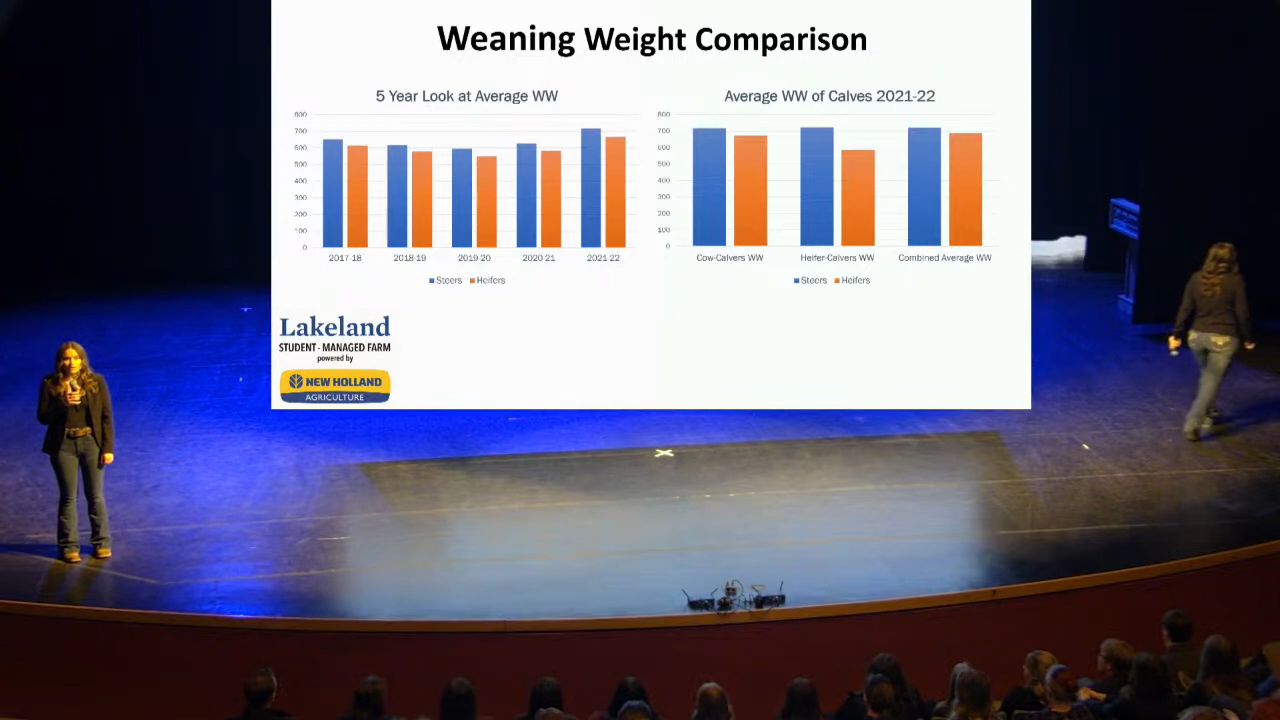 Weaning Weight Comparison
5 Year Look at Average WW
800
700
600
500
400
300
200
100
0
2017-18 2018-19 2019-20 2020-21 2021-22
Steers Heifers
Average WW of Calves 2021-22
800
700
600
500
400
300
200
100
0
Cow-Calvers WW Heifer-Calvers WW Combined Average WW
Steers Heifers
Lakeland
STUDENT-MANAGED FARM
powered by
NEW HOLLAND
AGRICULTURE